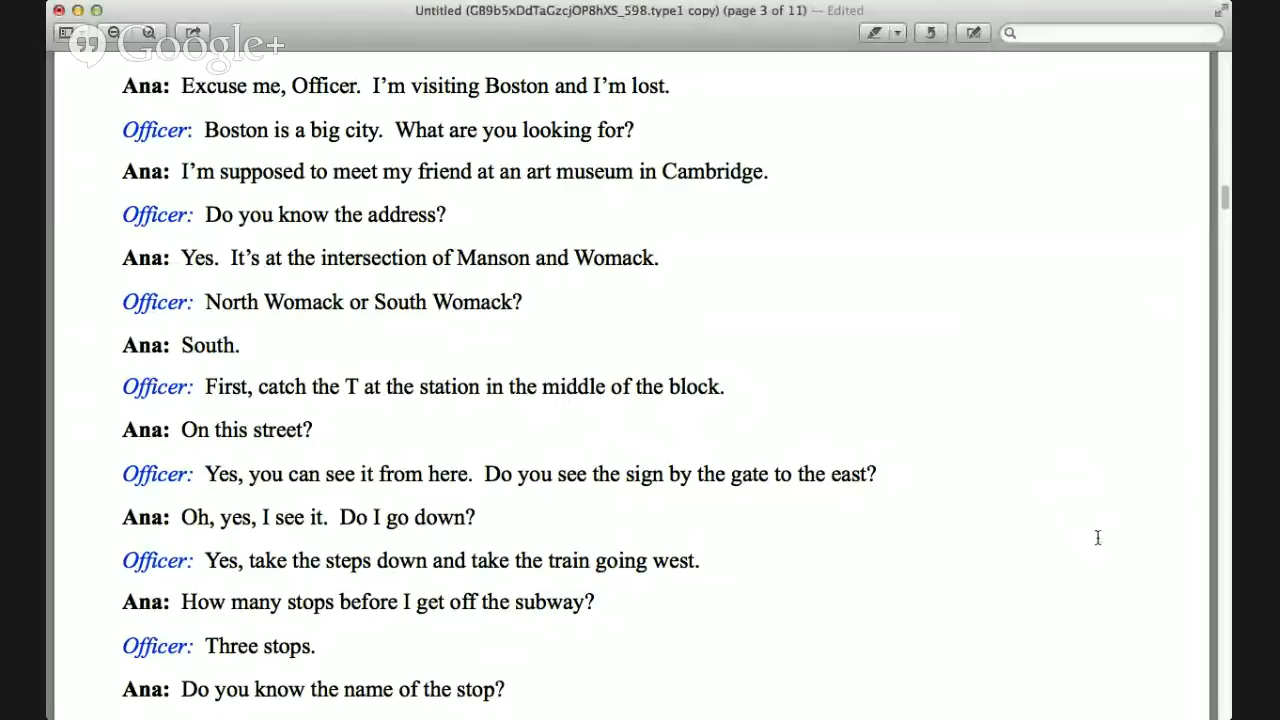 Untitled (G89b5xDdTaGzcjOP8hXS_598.type1 copy) (page 3 of 11) — Edited
Google+
Ana: Excuse me, Officer. I’m visiting Boston and I’m lost.
Officer: Boston is a big city. What are you looking for?
Ana: I’m supposed to meet my friend at an art museum in Cambridge.
Officer: Do you know the address?
Ana: Yes. It’s at the intersection of Manson and Womack.
Officer: North Womack or South Womack?
Ana: South.
Officer: First, catch the T at the station in the middle of the block.
Ana: On this street?
Officer: Yes, you can see it from here. Do you see the sign by the gate to the east?
Ana: Oh, yes, I see it. Do I go down?
Officer: Yes, take the steps down and take the train going west.
Ana: How many stops before I get off the subway?
Officer: Three stops.
Ana: Do you know the name of the stop?